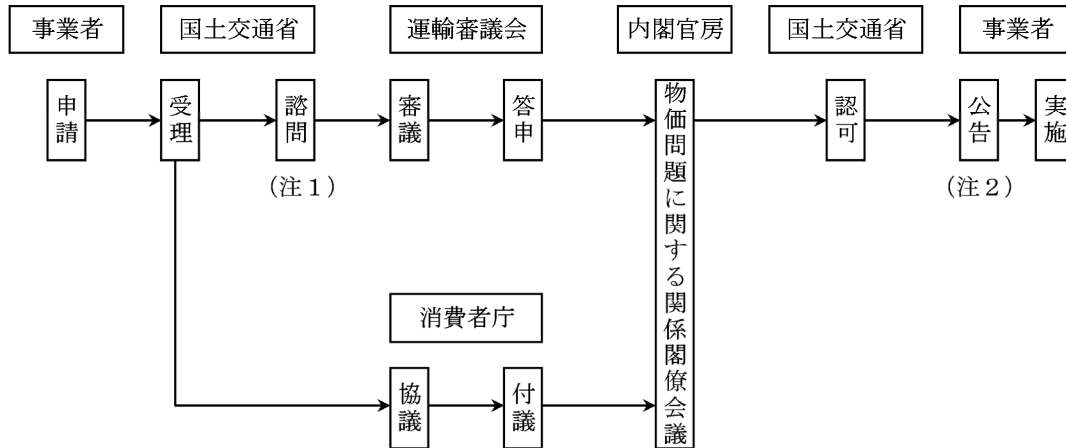 事業者
国土交通省
運輸審議会
内閣官房
国土交通省
事業者
申請
受理
諮問
審議
答申
物価問題に関する関係閣僚会議
認可
公告
実施
（注１）
（注２）
消費者庁
協議
付議